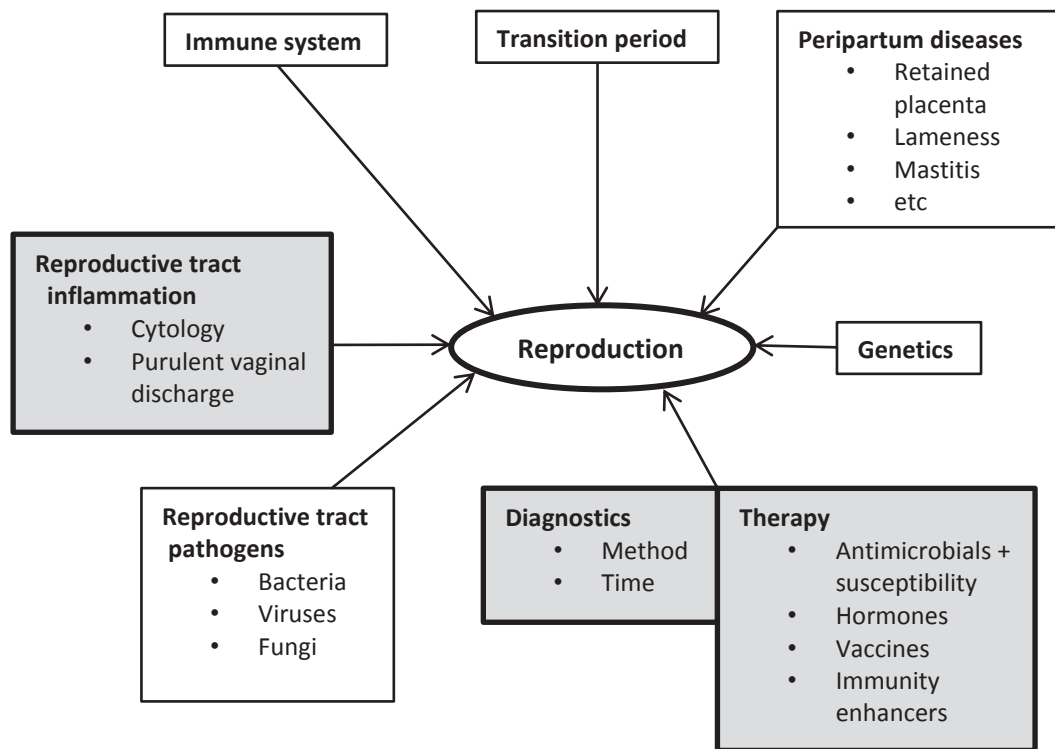 Immune system
Transition period
Peripartum diseases
• Retained
placenta
• Lameness
• Mastitis
• etc
Reproductive tract
inflammation
• Cytology
• Purulent vaginal
discharge
Reproduction
Genetics
Reproductive tract
pathogens
• Bacteria
• Viruses
• Fungi
Diagnostics
• Method
• Time
Therapy
• Antimicrobials +
susceptibility
• Hormones
• Vaccines
• Immunity
enhancers